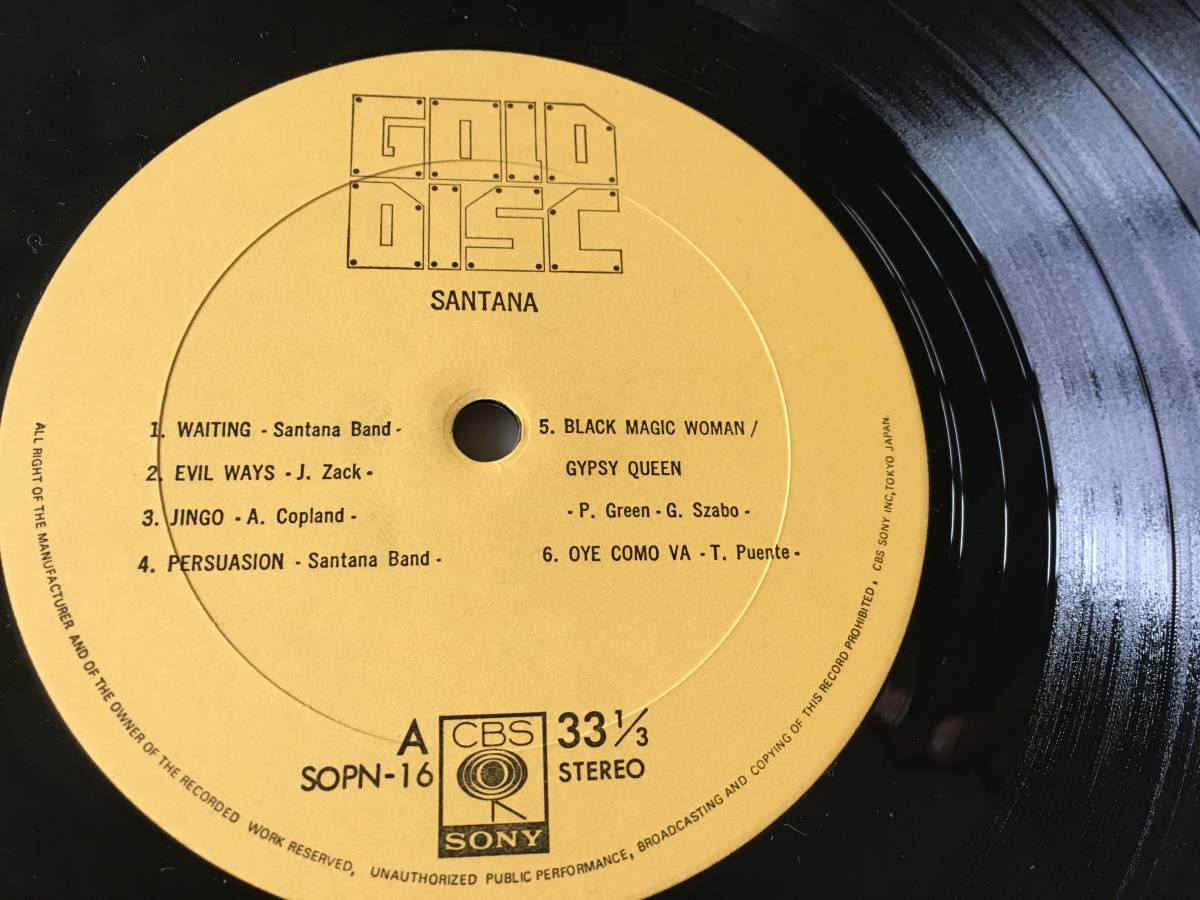 GOLD
DISC
SANTANA
1. WAITING - Santana Band -
2. EVIL WAYS - J. Zack -
3. JINGO - A. Copland -
4. PERSUASION - Santana Band -
5. BLACK MAGIC WOMAN /
GYPSY QUEEN
- P. Green - G. Szabo -
6. OYE COMO VA - T. Puente -
A
SOPN-16
CBS
SONY
33 1/3
STEREO
ALL RIGHT OF THE MANUFACTURER AND OF THE OWNER OF THE RECORDED WORK RESERVED, UNAUTHORIZED PUBLIC PERFORMANCE, BROADCASTING AND COPYING OF THIS RECORD PROHIBITED, CBS SONY INC, TOKYO JAPAN